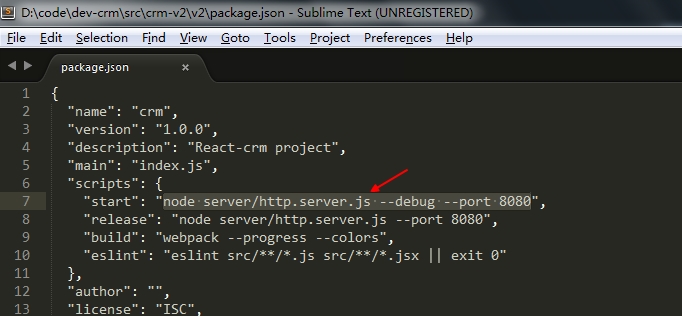 D:\code\dev-crm\src\crm-v2\v2\package.json - Sublime Text (UNREGISTERED)
File Edit Selection Find View Goto Tools Project Preferences Help
package.json ×
1 {
2 "name": "crm",
3 "version": "1.0.0",
4 "description": "React-crm project",
5 "main": "index.js",
6 "scripts": {
7 "start": "node server/http.server.js --debug --port 8080",
8 "release": "node server/http.server.js --port 8080",
9 "build": "webpack --progress --colors",
10 "eslint": "eslint src/**/*.js src/**/*.jsx || exit 0"
11 },
12 "author": "",
13 "license": "ISC",